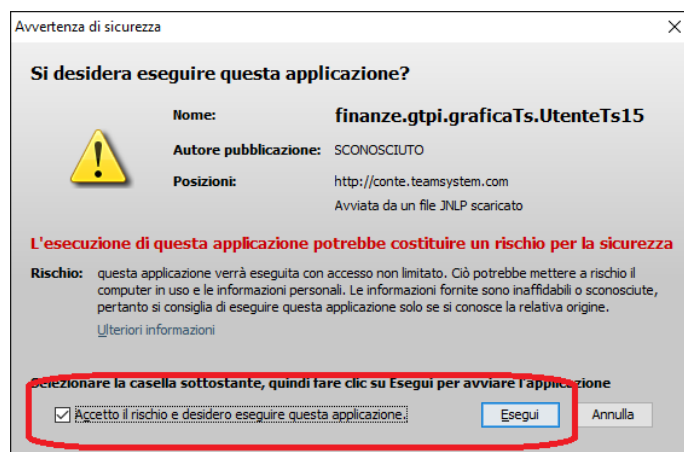 Avvertenza di sicurezza
Si desidera eseguire questa applicazione?
Nome: finanze.gtpi.graficaTs.UtenteTs15
Autore pubblicazione: SCONOSCIUTO
Posizioni: http://conte.teamsystem.com
Avviata da un file JNLP scaricato
L'esecuzione di questa applicazione potrebbe costituire un rischio per la sicurezza
Rischio: questa applicazione verrà eseguita con accesso non limitato. Ciò potrebbe mettere a rischio il
computer in uso e le informazioni personali. Le informazioni fornite sono inaffidabili o sconosciute,
pertanto si consiglia di eseguire questa applicazione solo se si conosce la relativa origine.
Ulteriori informazioni
Selezionare la casella sottostante, quindi fare clic su Esegui per avviare l'applicazione
Accetto il rischio e desidero eseguire questa applicazione. Esegui Annulla